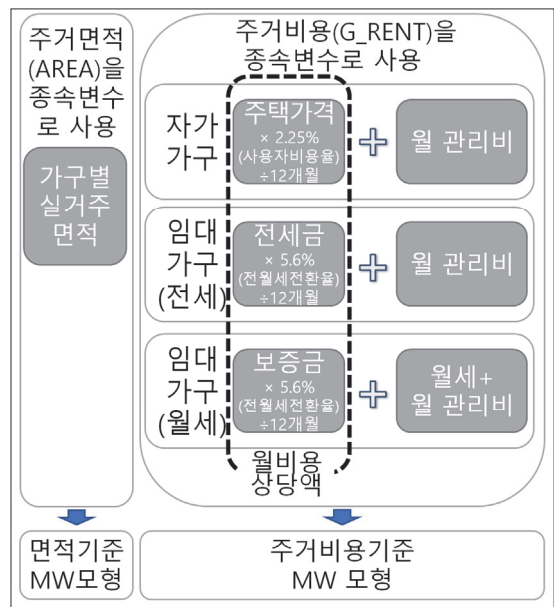 주거면적
(AREA)을
종속변수
로 사용
가구별
실거주
면적
주거비용(G_RENT)을
종속변수로 사용
자가
가구
주택가격
× 2.25%
(사용자비용율)
÷12개월
월 관리비
임대
가구
(전세)
전세금
× 5.6%
(전월세전환율)
÷12개월
월 관리비
임대
가구
(월세)
보증금
× 5.6%
(전월세전환율)
÷12개월
월세+
월 관리비
월비용
상당액
면적기준
MW모형
주거비용기준
MW 모형